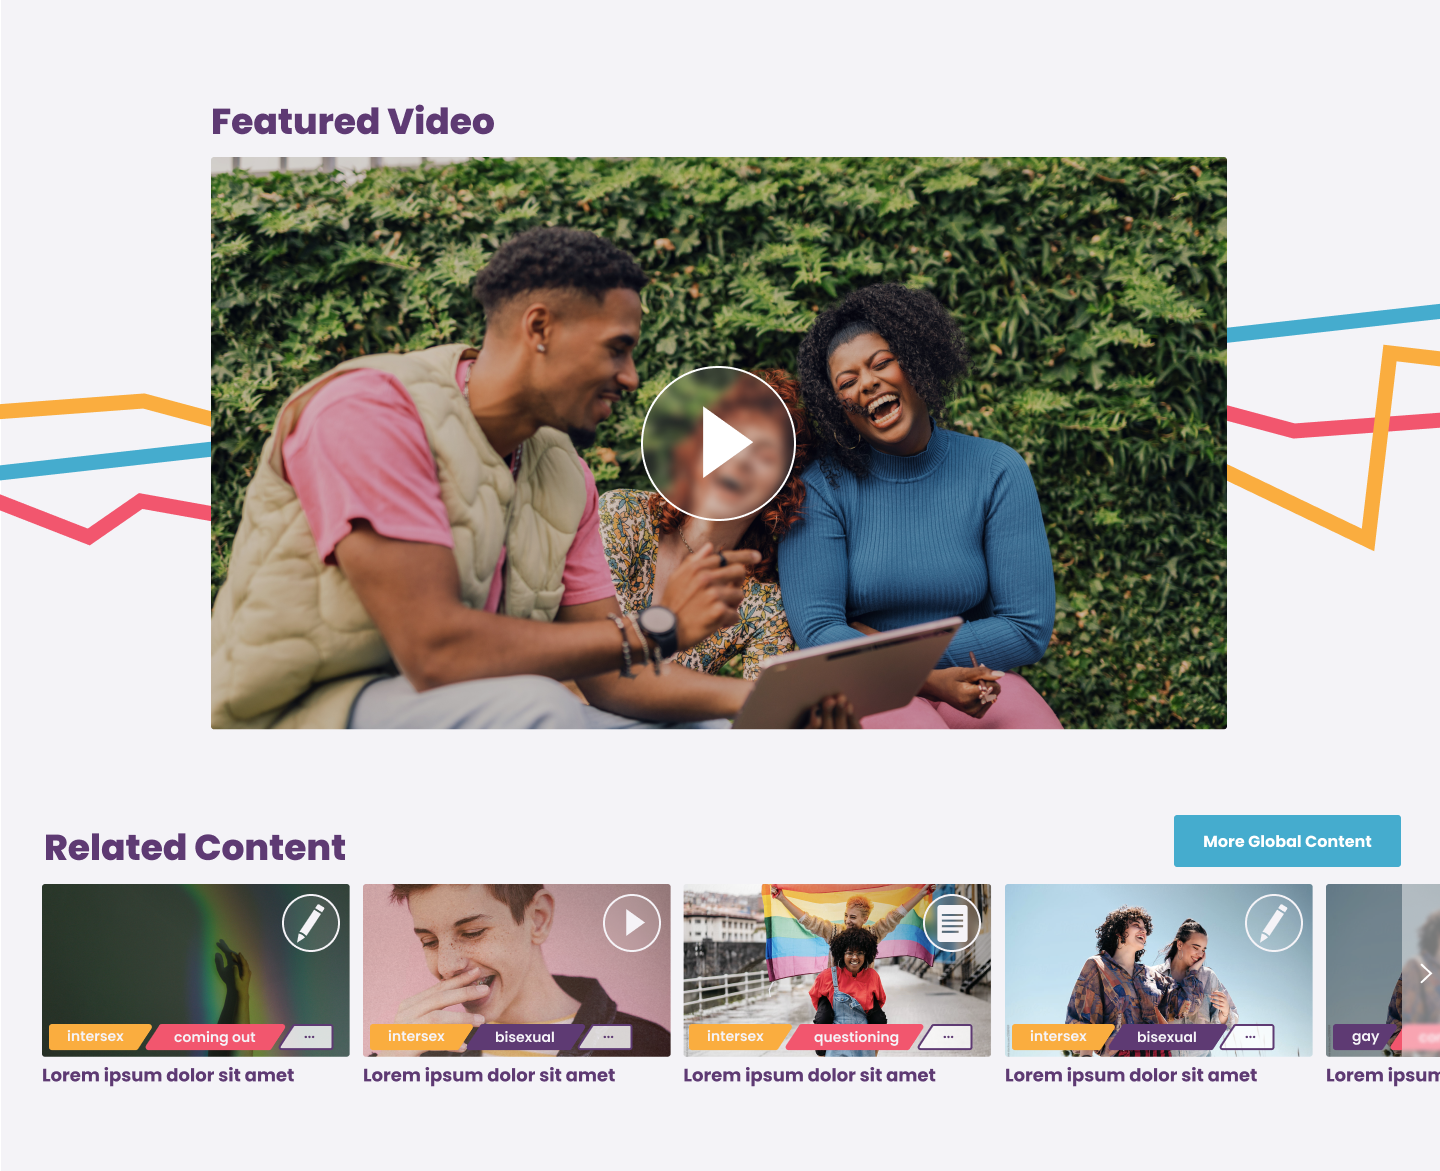 Featured Video
Related Content
More Global Content
intersex coming out ...
intersex bisexual ...
intersex questioning ...
intersex bisexual ...
gay
Lorem ipsum dolor sit amet
Lorem ipsum dolor sit amet
Lorem ipsum dolor sit amet
Lorem ipsum dolor sit amet
Lorem ipsum